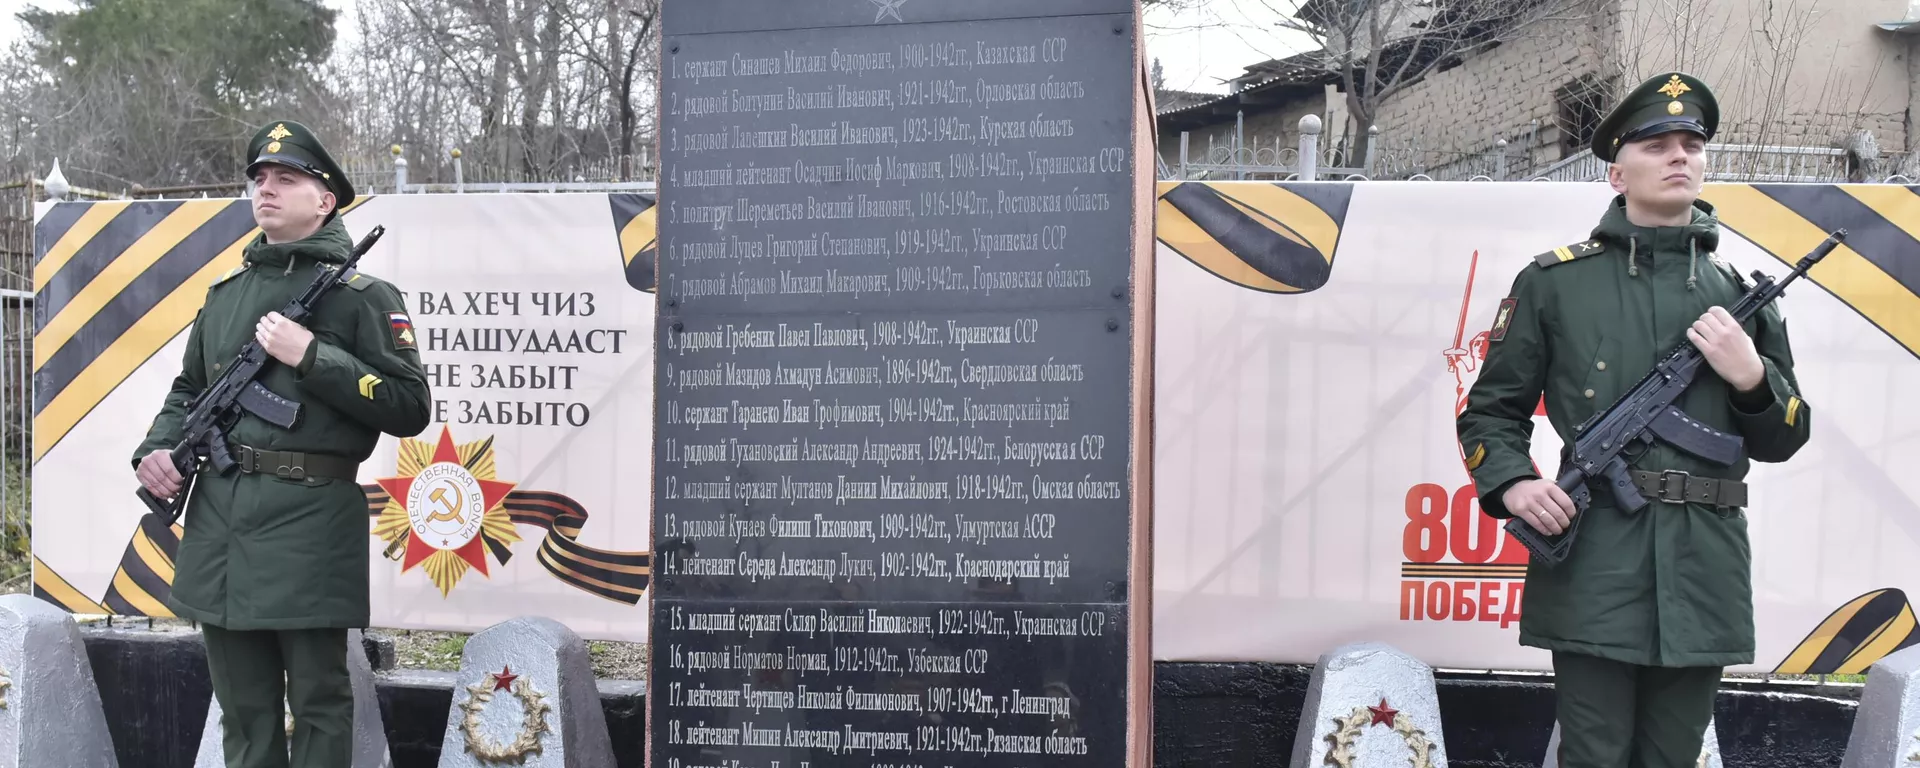 1. сержант Синашев Михаил Федорович, 1900-1942гг., Казахская ССР
2. рядовой Болтунин Василий Иванович, 1921-1942гг., Орловская область
3. рядовой Лапешкин Василий Иванович, 1923-1942гг., Курская область
4. младший лейтенант Осадчин Иосиф Маркович, 1908-1942гг., Украинская ССР
5. политрук Шереметьев Василий Иванович, 1916-1942гг., Ростовская область
6. рядовой Луцев Григорий Степанович, 1919-1942гг., Украинская ССР
7. рядовой Абрамов Михаил Макарович, 1909-1942гг., Горьковская область
8. рядовой Гребеник Павел Павлович, 1908-1942гг., Украинская ССР
9. рядовой Мазидов Ахмадун Асимович, 1896-1942гг., Свердловская область
10. сержант Таранеко Иван Трофимович, 1904-1942гг., Красноярский край
11. рядовой Тухановский Александр Андреевич, 1924-1942гг., Белорусская ССР
12. младший сержант Мултанов Даниил Михайлович, 1918-1942гг., Омская область
13. рядовой Кунаев Филипп Тихонович, 1909-1942гг., Удмуртская АССР
14. лейтенант Середа Александр Лукич, 1902-1942гг., Краснодарский край
15. младший сержант Скляр Василий Николаевич, 1922-1942гг., Украинская ССР
16. рядовой Норматов Норман, 1912-1942гг., Узбекская ССР
17. лейтенант Чертищев Николай Филимонович, 1907-1942гг., г Ленинград
18. лейтенант Мишин Александр Дмитриевич, 1921-1942гг.,Рязанская область
ВА ХЕЧ ЧИЗ
НАШУДААСТ
НЕ ЗАБЫТ
Е ЗАБЫТО
ОТЕЧЕСТВЕННАЯ ВОЙНА
80
ПОБЕД